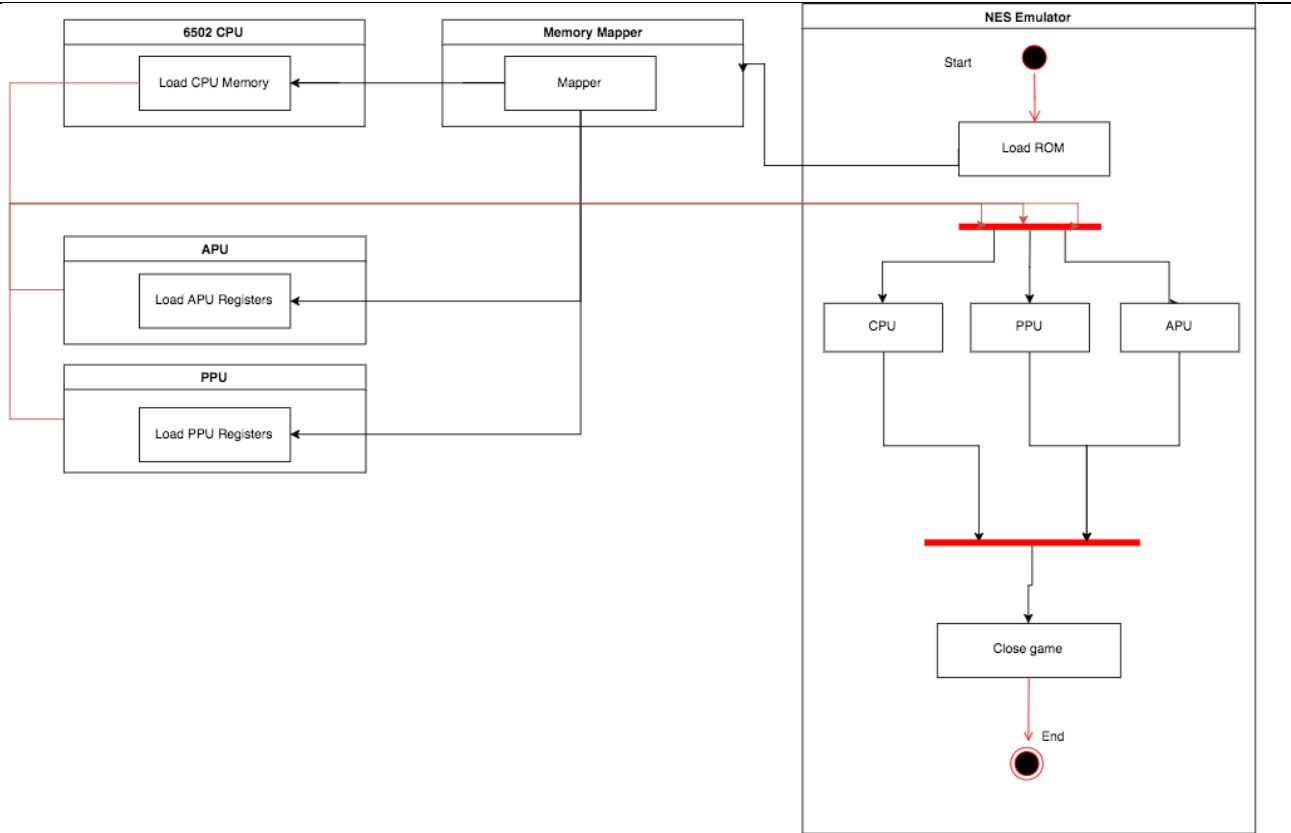 6502 CPU
Load CPU Memory
Memory Mapper
Mapper
APU
Load APU Registers
PPU
Load PPU Registers
NES Emulator
Start
Load ROM
CPU
PPU
APU
Close game
End